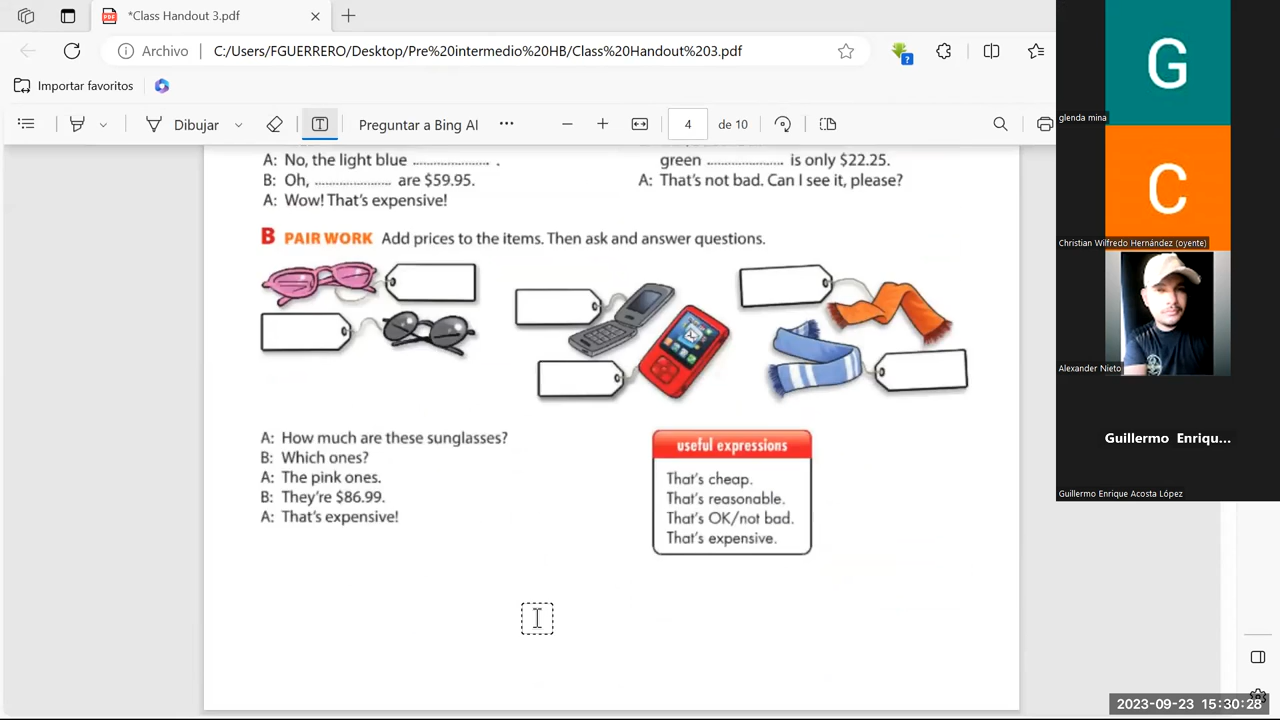 *Class Handout 3.pdf
Archivo
C:/Users/FGUERRERO/Desktop/Pre%20intermedio%20HB/Class%20Handout%203.pdf
?
Importar favoritos
Dibujar
Preguntar a Bing AI
4
de 10
A: No, the light blue ................... .
B: Oh, ................... are $59.95.
A: Wow! That's expensive!
green ................... is only $22.25.
A: That's not bad. Can I see it, please?
B PAIR WORK Add prices to the items. Then ask and answer questions.
A: How much are these sunglasses?
B: Which ones?
A: The pink ones.
B: They're $86.99.
A: That's expensive!
useful expressions
That's cheap.
That's reasonable.
That's OK/not bad.
That's expensive.
G
glenda mina
C
Christian Wilfredo Hernández (oyente)
Alexander Nieto
Guillermo Enriqu...
Guillermo Enrique Acosta López
2023-09-23 15:30:28